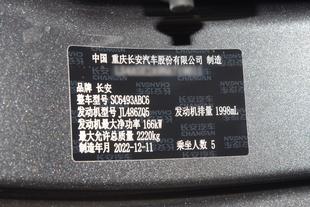 中国 重庆长安汽车股份有限公司 制造
品牌 长安
整车型号 SC6493ABC6
发动机型号 JL486ZQ5 发动机排量 1998mL
发动机最大净功率 166kW
最大允许总质量 2220kg
制造年月 2022-12-11 乘坐人数 5